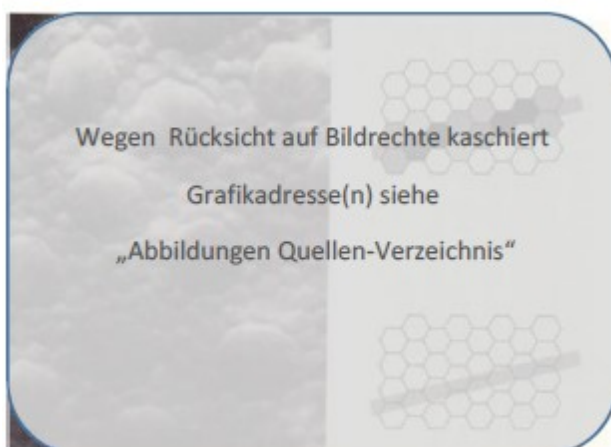 Wegen Rücksicht auf Bildrechte kaschiert
Grafikadresse(n) siehe
„Abbildungen Quellen-Verzeichnis“